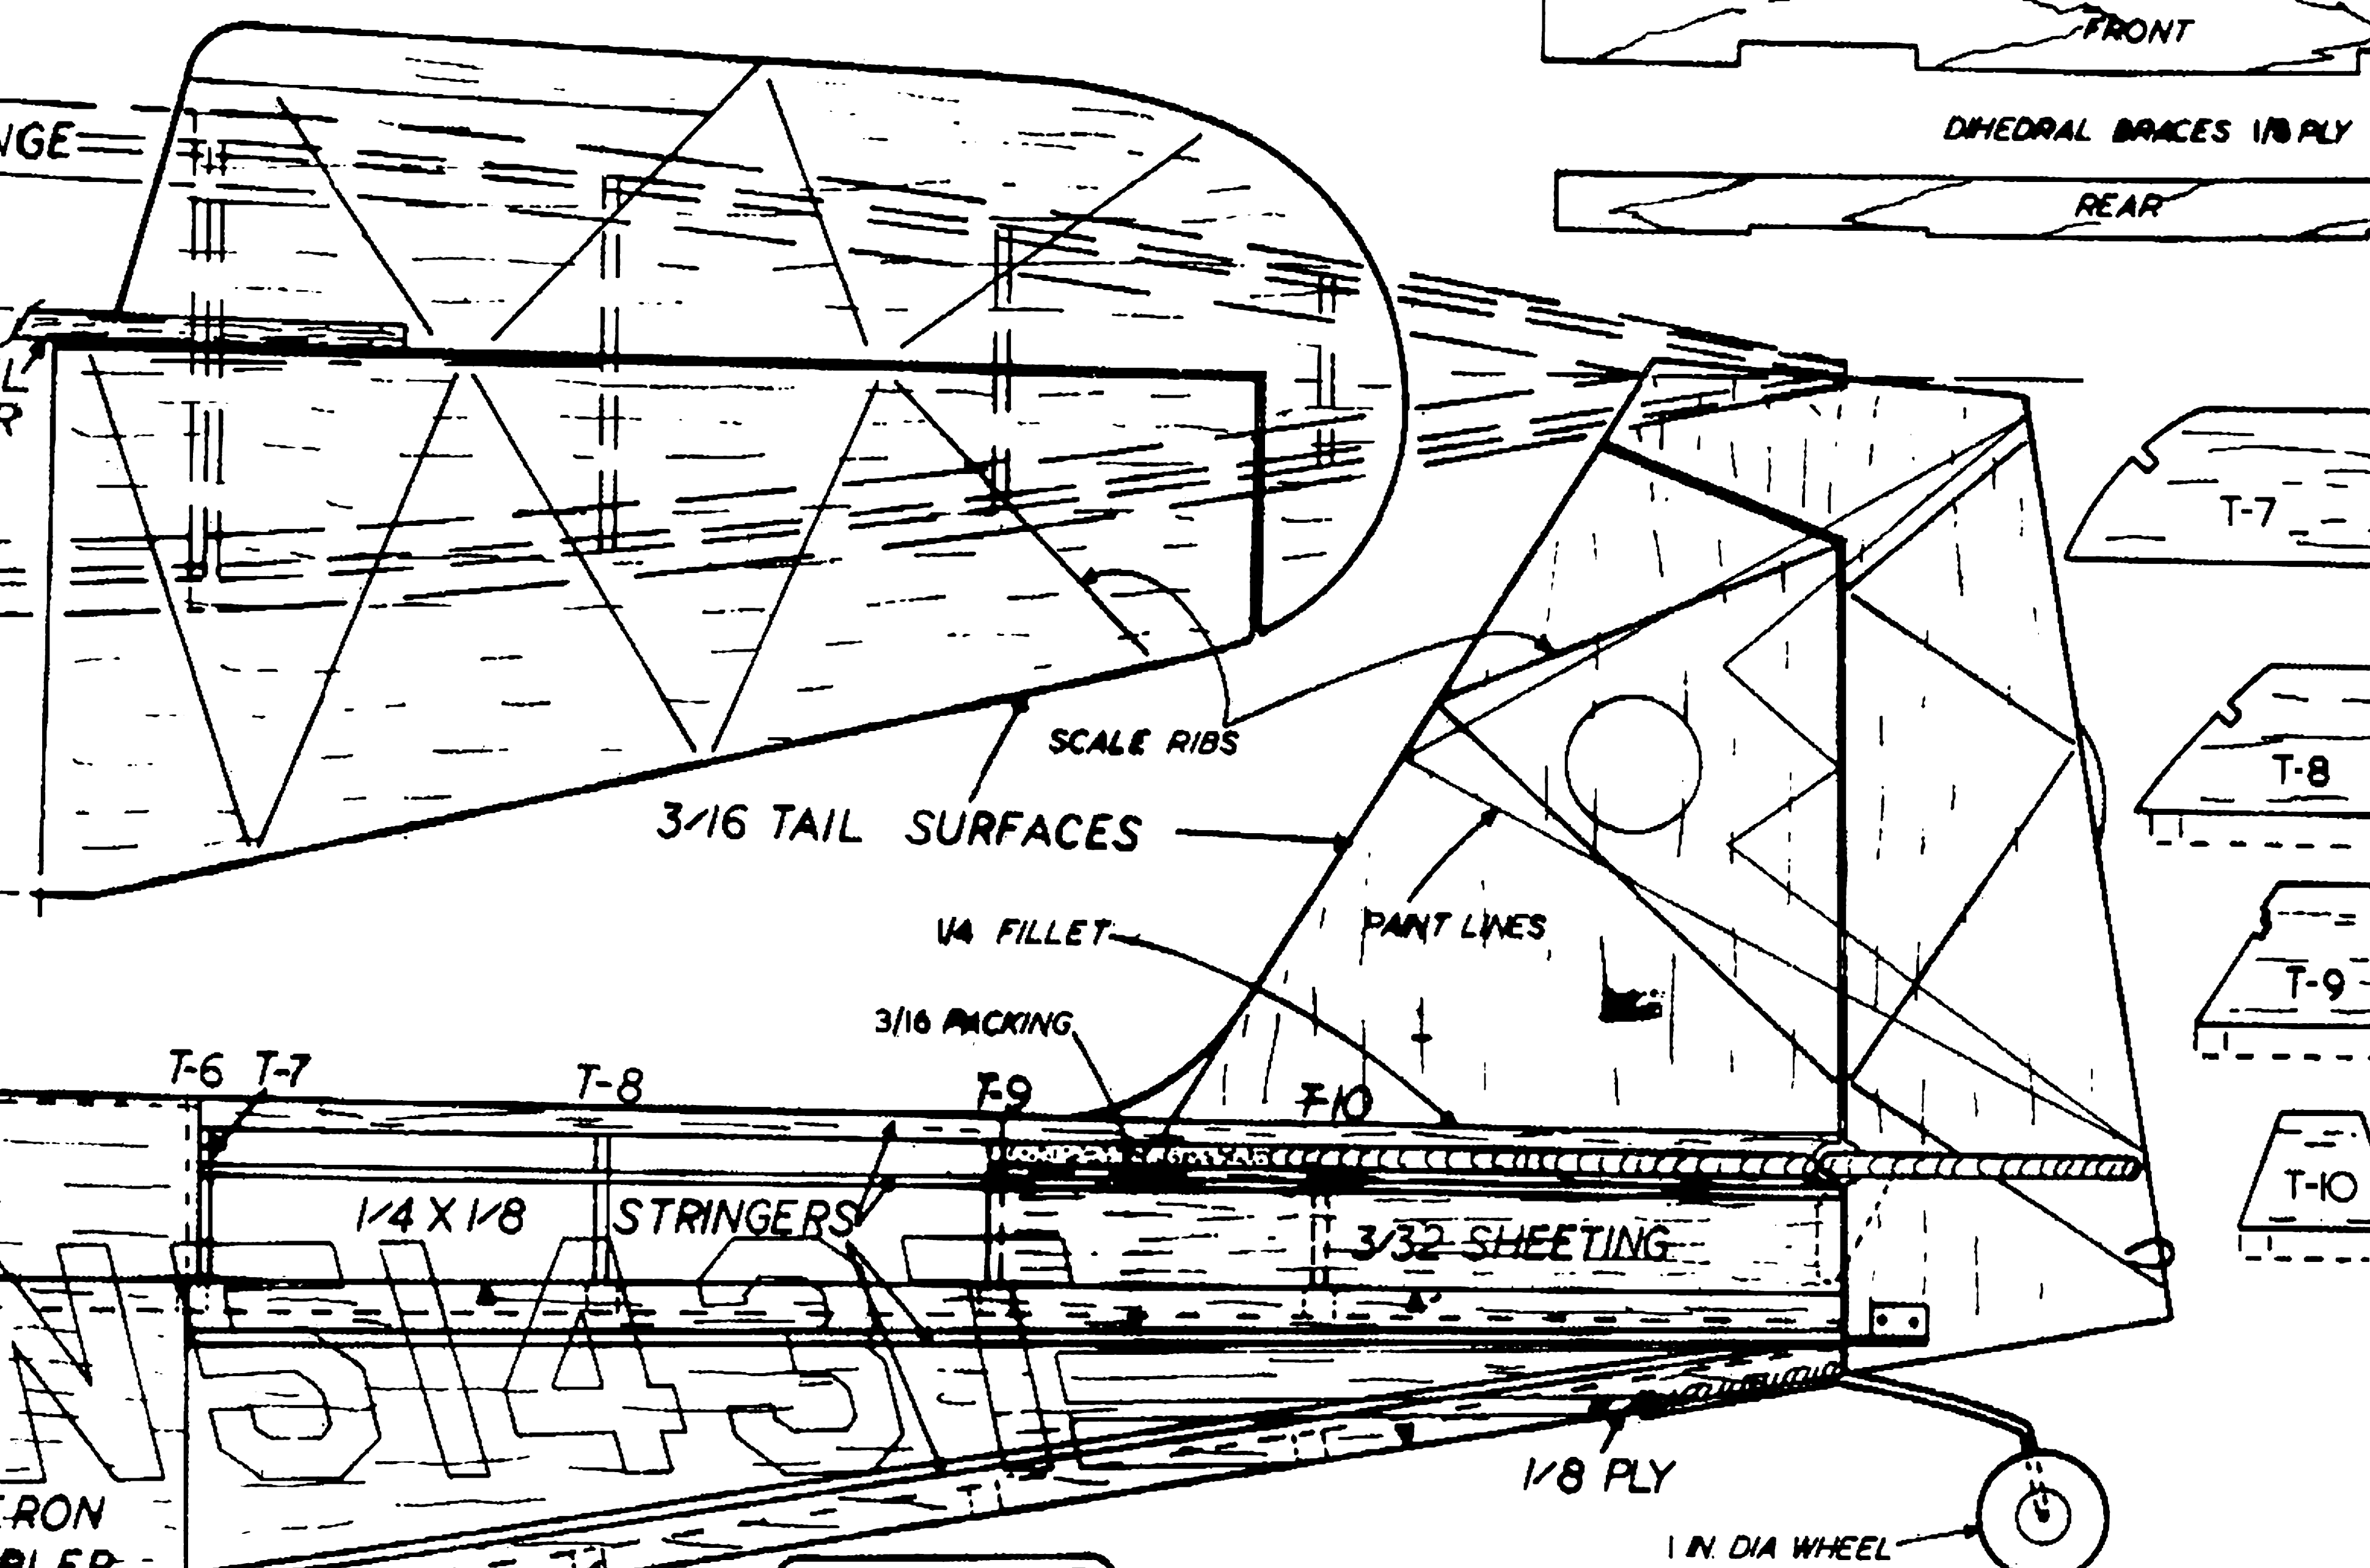 FRONT
NGE
DIHEDRAL BRACES 1/8 PLY
REAR
L
R
T-7
SCALE RIBS
T-8
3/16 TAIL SURFACES
1/4 FILLET
PAINT LINES
T-9
3/16 PACKING
T-6 T-7
T-8
T-9
T-10
T-10
1/4 X 1/8 STRINGERS
3/32 SHEETING
RON
1/8 PLY
1 IN. DIA WHEEL